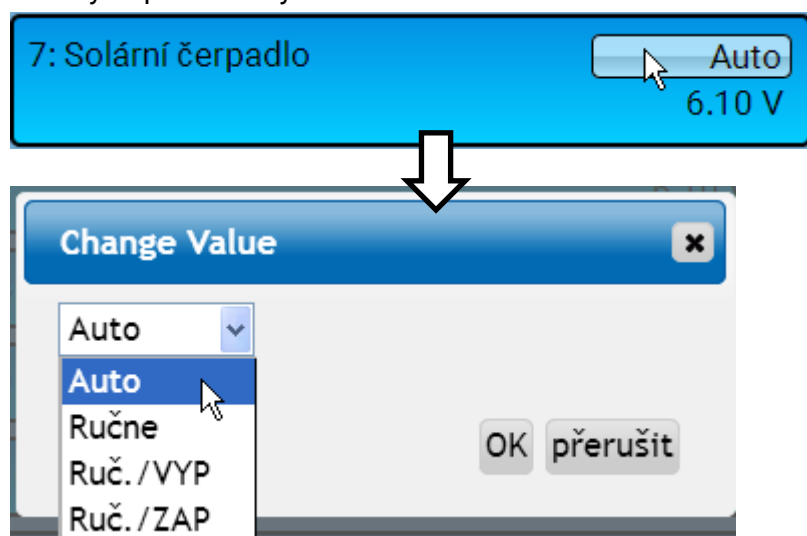 7: Solární čerpadlo
Auto
6.10 V
Change Value
Auto
Auto
Ručne
Ruč./VYP
Ruč./ZAP
OK přerušit